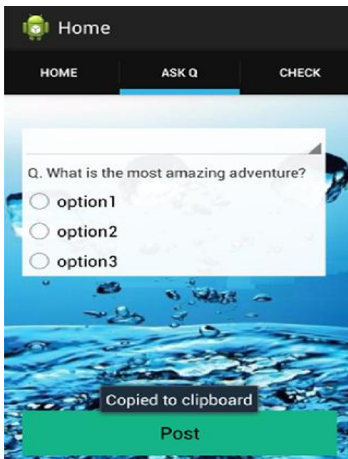 Home
HOME ASK Q CHECK
Q. What is the most amazing adventure?
option1
option2
option3
Copied to clipboard
Post